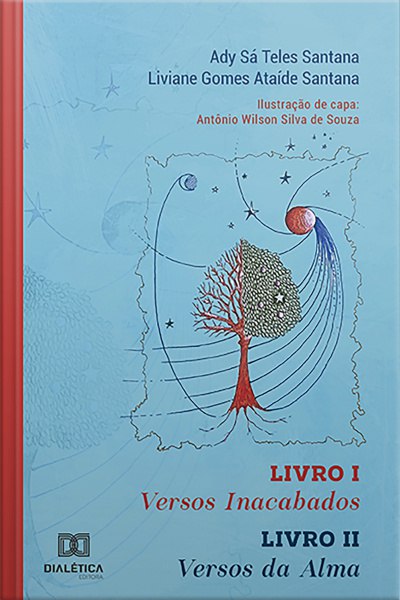 Ady Sá Teles Santana
Liviane Gomes Ataíde Santana
Ilustração de capa:
Antônio Wilson Silva de Souza
LIVRO I
Versos Inacabados
LIVRO II
Versos da Alma
DIALÉTICA
EDITORA